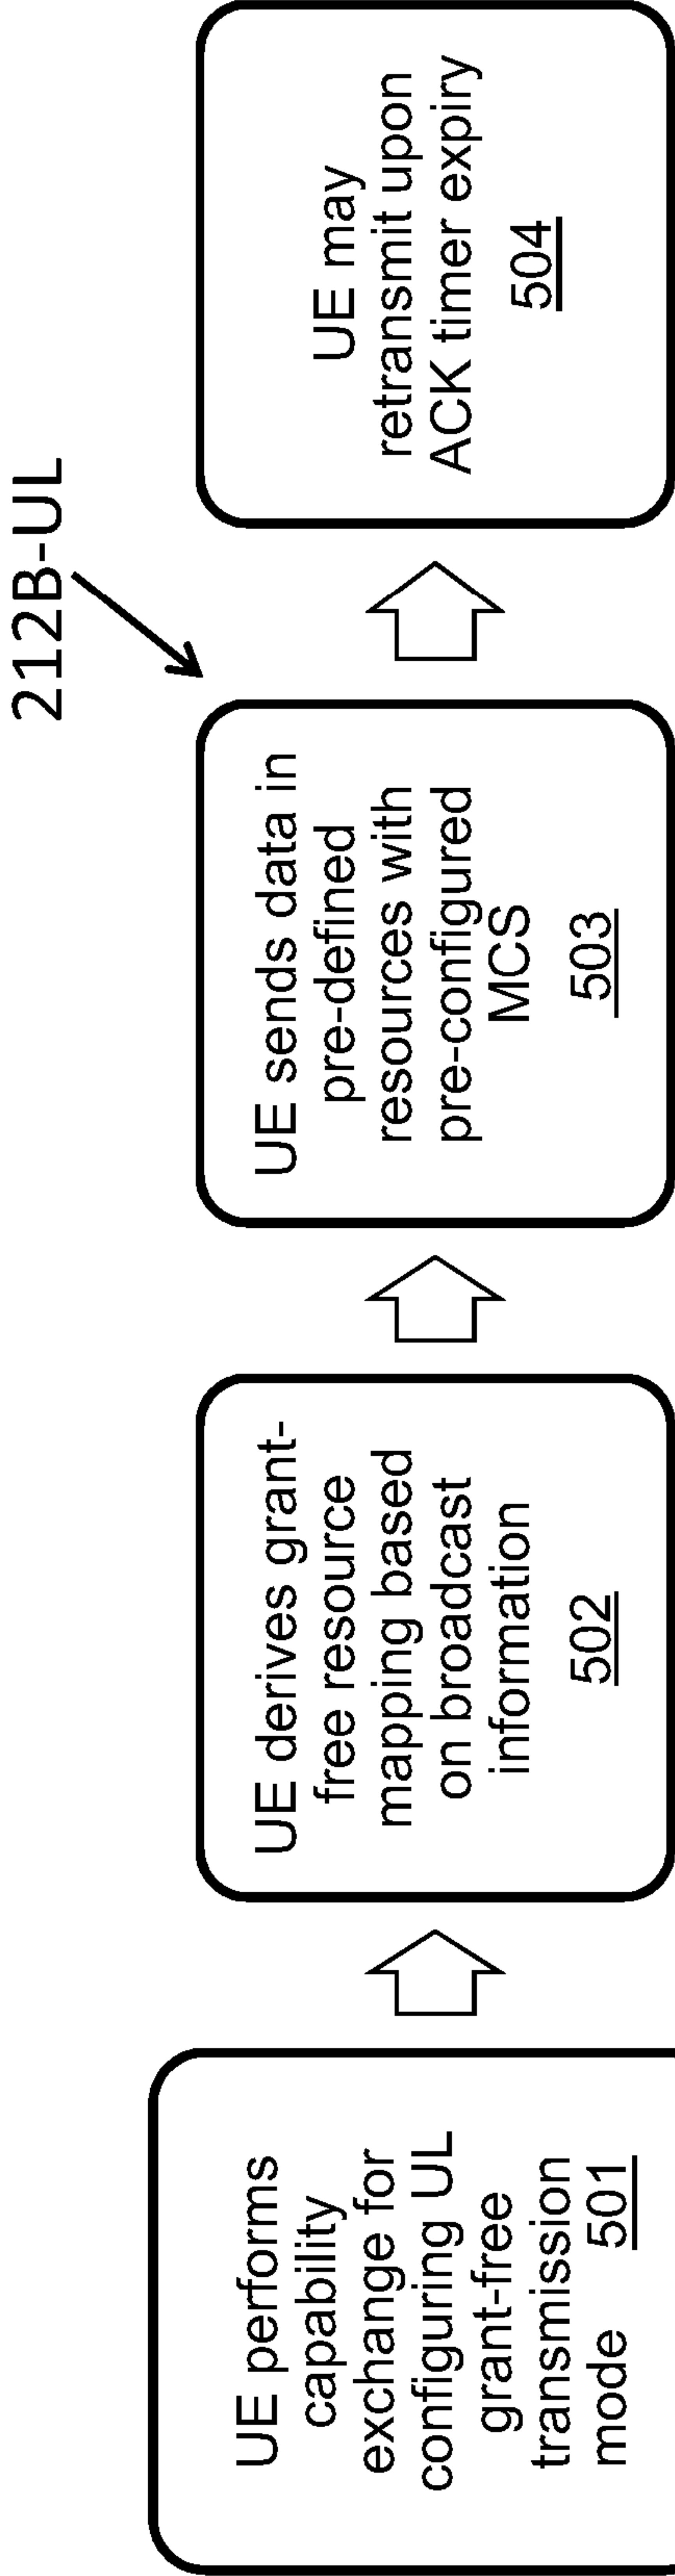 212B-UL
UE performs
capability
exchange for
configuring UL
grant-free
transmission
mode 501
UE derives grant-
free resource
mapping based
on broadcast
information
502
UE sends data in
pre-defined
resources with
pre-configured
MCS
503
UE may
retransmit upon
ACK timer expiry
504